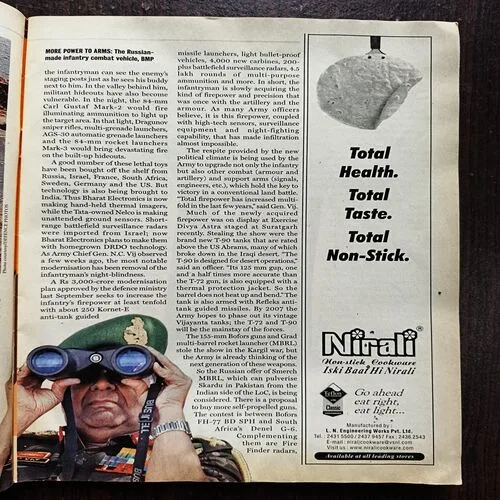 MORE POWER TO ARMS: The Russian-
made infantry combat vehicle, BMP
the infantryman can see the enemy's
staging posts just as he sees his buddy
next to him. In the valley behind him,
militant hideouts have also become
vulnerable. In the night, the 84-mm
Carl Gustaf Mark-2 would fire
illuminating ammunition to light up
the target area. In that light, Dragunov
sniper rifles, multi-grenade launchers,
AGS-30 automatic grenade launchers
and the 84-mm rocket launchers
Mark-3 would bring devastating fire
on the built-up hideouts.
A good number of these lethal toys
have been bought off the shelf from
Russia, Israel, France, South Africa,
Sweden, Germany and the US. But
technology is also being brought to
India. Thus Bharat Electronics is now
making hand-held thermal imagers,
while the Tata-owned Nelco is making
unattended ground sensors. Short-
range battlefield surveillance radars
were imported from Israel; now
Bharat Electronics plans to make them
with homegrown DRDO technology.
As Army Chief Gen. N.C. Vij observed
a few weeks ago, the most notable
modernisation has been removal of the
infantryman's night-blindness.
A Rs 3,000-crore modernisation
plan approved by the defence ministry
last September seeks to increase the
infantry's firepower at least tenfold
with about 250 Kornet-E
anti-tank guided
missile launchers, light bullet-proof
vehicles, 4,000 new carbines, 200-
plus battlefield surveillance radars, 4.5
lakh rounds of multi-purpose
ammunition and more. In short, the
infantryman is slowly acquiring the
kind of firepower and precision that
was once with the artillery and the
armour. As many Army officers
believe, it is this firepower, coupled
with high-tech sensors, surveillance
equipment and night-fighting
capability, that has made infiltration
almost impossible.
The respite provided by the new
political climate is being used by the
Army to upgrade not only the infantry
but also other combat (armour and
artillery) and support arms (signals,
engineers, etc.), which hold the key to
victory in a conventional land battle.
"Total firepower has increased multi-
fold in the last few years," said Gen. Vij.
Much of the newly acquired
firepower was on display at Exercise
Divya Astra staged at Suratgarh
recently. Stealing the show were the
brand new T-90 tanks that are rated
above the US Abrams, many of which
broke down in the Iraqi desert. "The
T-90 is designed for desert operations,"
said an officer. "Its 125 mm gun, one
and a half times more accurate than
the T-72 gun, is also equipped with a
thermal protection jacket. So the
barrel does not heat up and bend." The
tank is also armed with Refleks anti-
tank guided missiles. By 2007 the
Army hopes to phase out its vintage
Vijayanta tanks; the T-72 and T-90
will be the mainstay of the forces.
The 155-mm Bofors guns and Grad
multi-barrel rocket launcher (MBRL)
stole the show in the Kargil war, but
the Army is already thinking of the
next generation of these weapons.
So the Russian offer of Smerch
MBRL, which can pulverise
Skardu in Pakistan from the
Indian side of the LoC, is being
considered. There is a proposal
to buy more self-propelled guns.
The contest is between Bofors
FH-77 BD SPH and South
Africa's Denel G-6.
Complementing
them are Fire
Finder radars,
Total
Health.
Total
Taste.
Total
Non-Stick.
Nirali®
Non-stick Cookware
Iski Baat Hi Nirali
Teflon
Classic
Go ahead
eat right,
eat light...
Manufactured by :
L. N. Engineering Works Pvt. Ltd.
Tel. : 2431 5500 / 2437 9457 Fax : 2436 2543
E-mail : niralicookware@vsnl.com
Visit us : www.niralicookware.com
Available at all leading stores